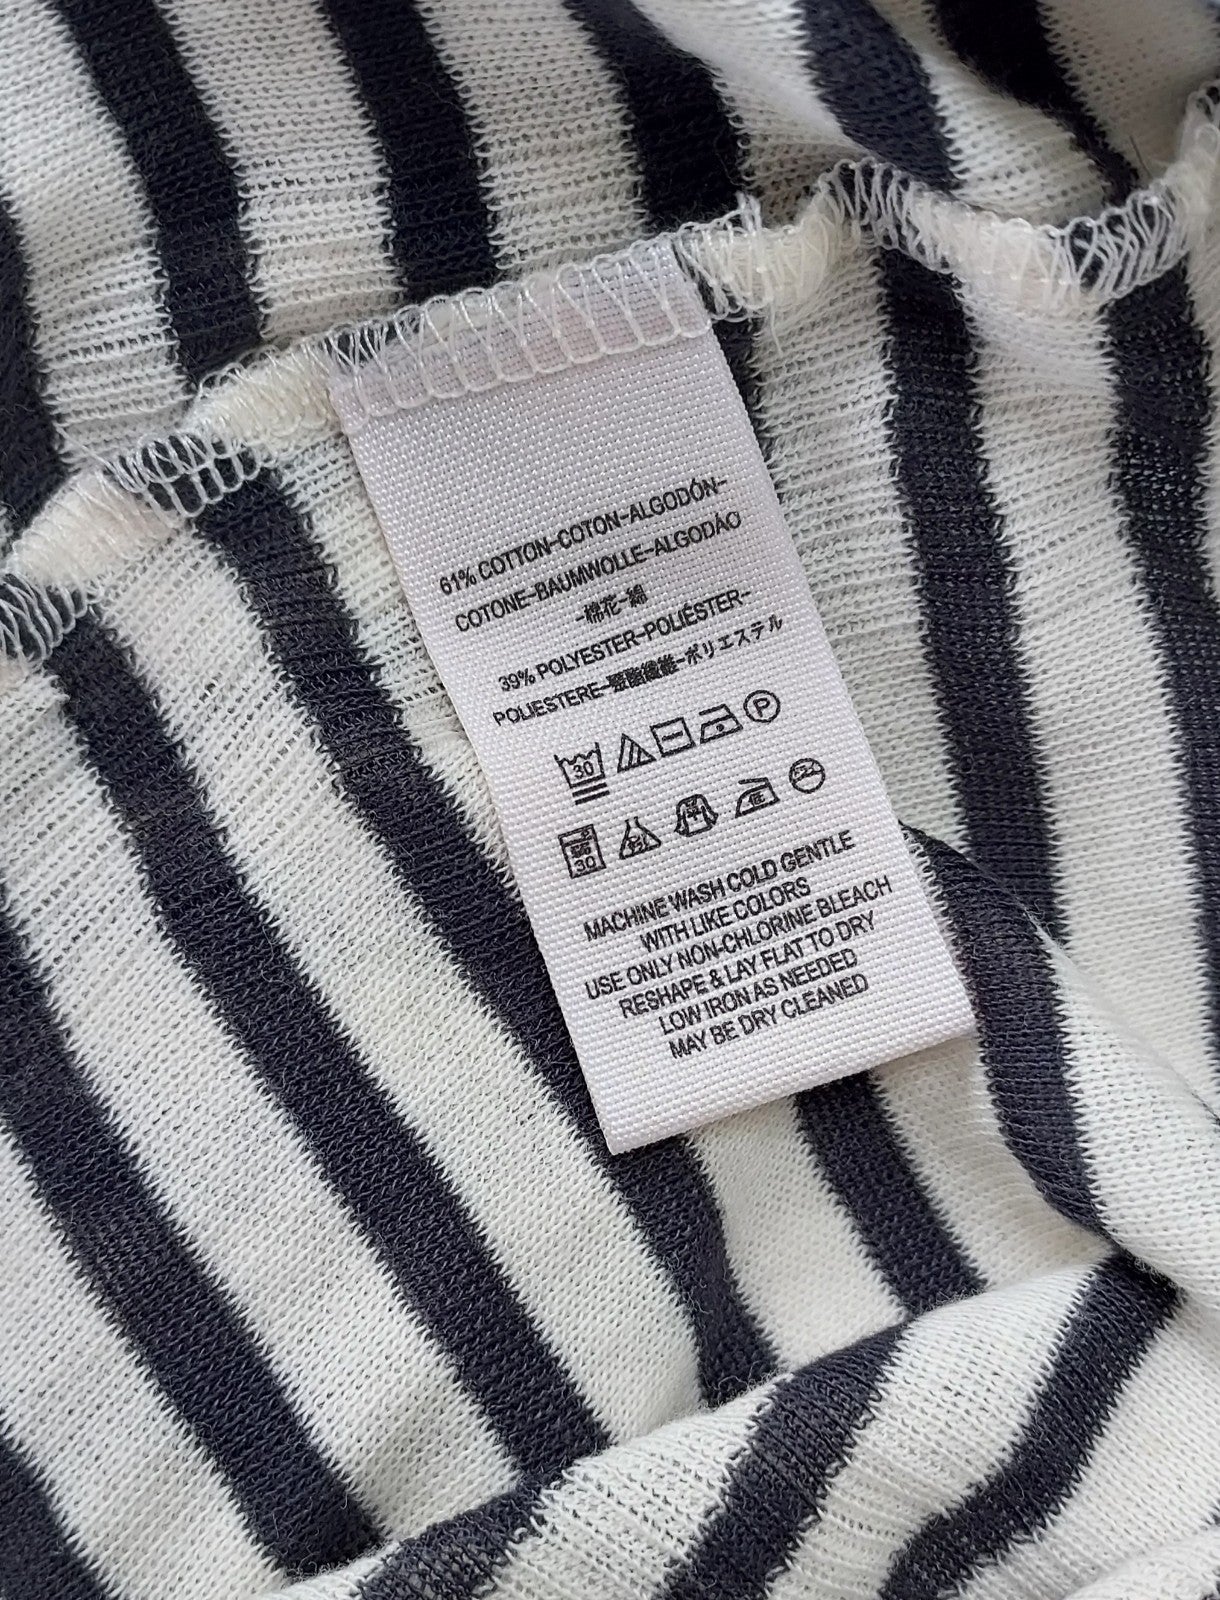 61% COTTON-COTON-ALGODÓN-
COTONE-BAUMWOLLE-ALGODÃO
-棉花-綿
39% POLYESTER-POLIÉSTER-
POLIESTERE-聚酯纖維-ポリエステル
30
P
30
低
MACHINE WASH COLD GENTLE
WITH LIKE COLORS
USE ONLY NON-CHLORINE BLEACH
RESHAPE & LAY FLAT TO DRY
LOW IRON AS NEEDED
MAY BE DRY CLEANED